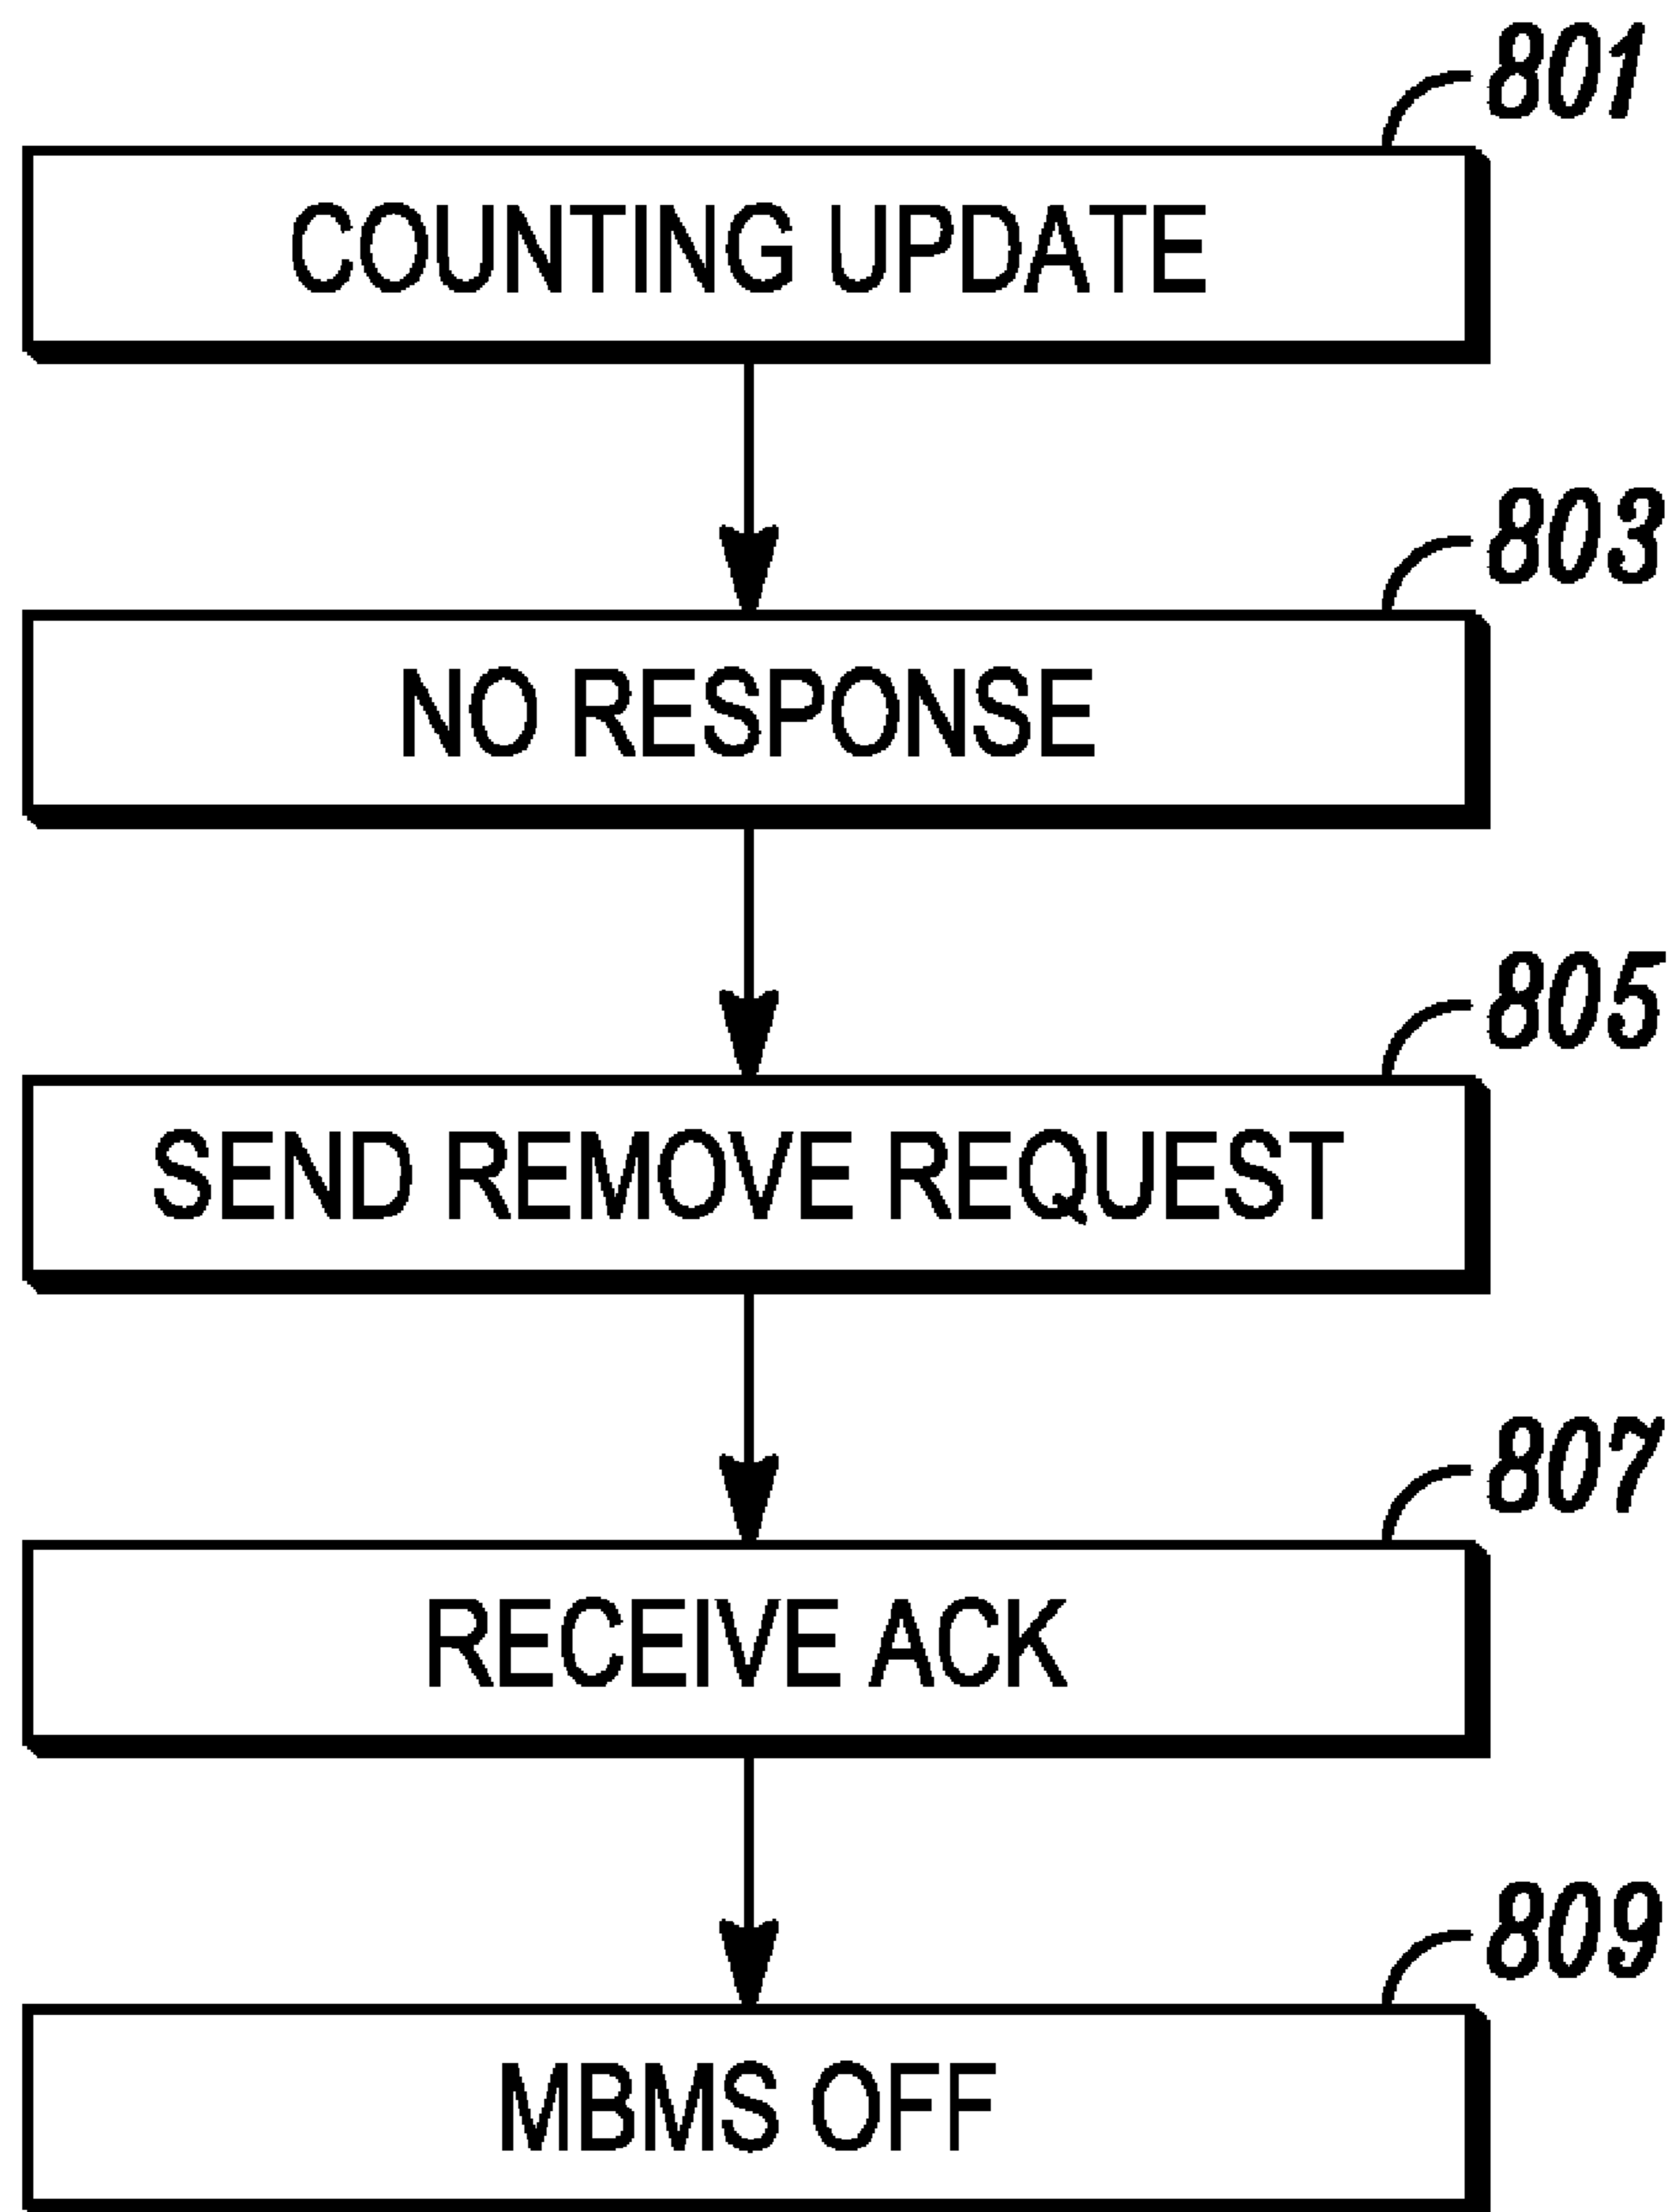 801
COUNTING UPDATE
803
NO RESPONSE
805
SEND REMOVE REQUEST
807
RECEIVE ACK
809
MBMS OFF